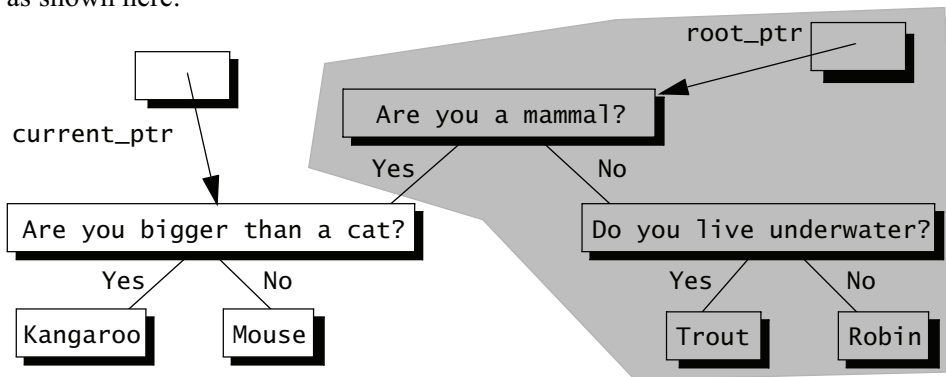 as shown here:
root_ptr
Are you a mammal?
current_ptr
Yes
No
Are you bigger than a cat?
Do you live underwater?
Yes
No
Yes
No
Kangaroo
Mouse
Trout
Robin